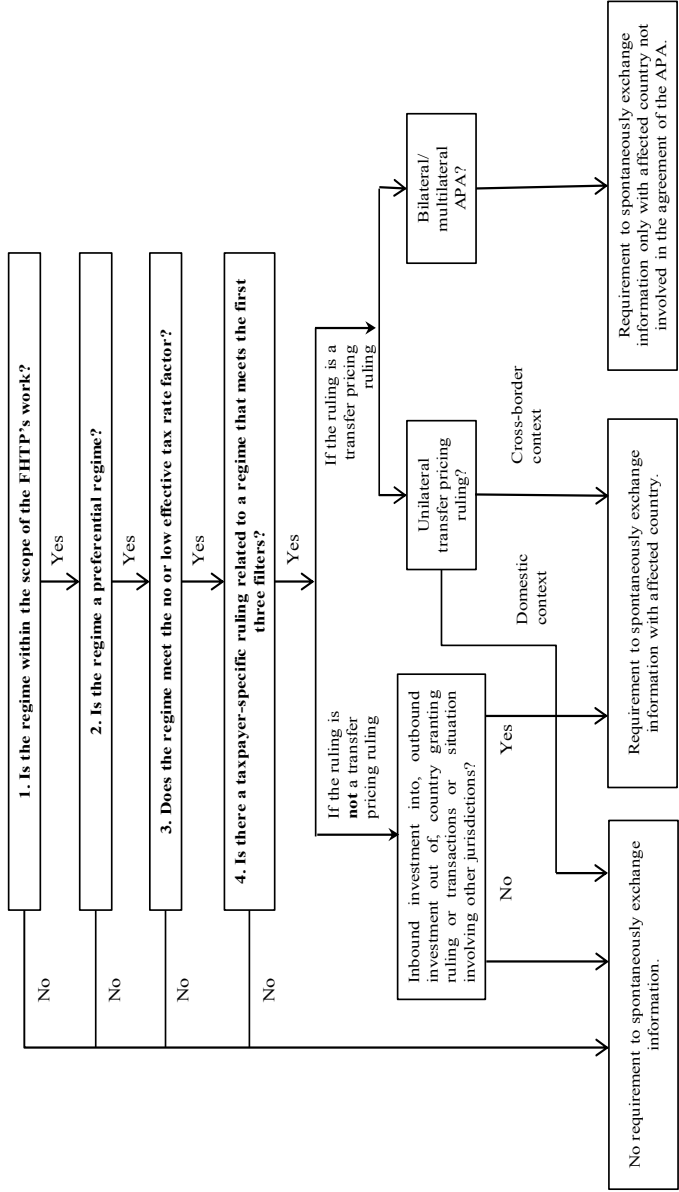 1. Is the regime within the scope of the FHTP's work?
No
Yes
2. Is the regime a preferential regime?
No
Yes
3. Does the regime meet the no or low effective tax rate factor?
No
Yes
4. Is there a taxpayer-specific ruling related to a regime that meets the first
three filters?
No
Yes
If the ruling is
not a transfer
pricing ruling
If the ruling is a
transfer pricing
ruling
Inbound investment into, outbound
investment out of, country granting
ruling or transactions or situation
involving other jurisdictions?
Unilateral
transfer pricing
ruling?
Bilateral/
multilateral
APA?
No
Yes
Domestic
context
Cross-border
context
No requirement to spontaneously exchange
information.
Requirement to spontaneously exchange
information with affected country.
Requirement to spontaneously exchange
information only with affected country not
involved in the agreement of the APA.